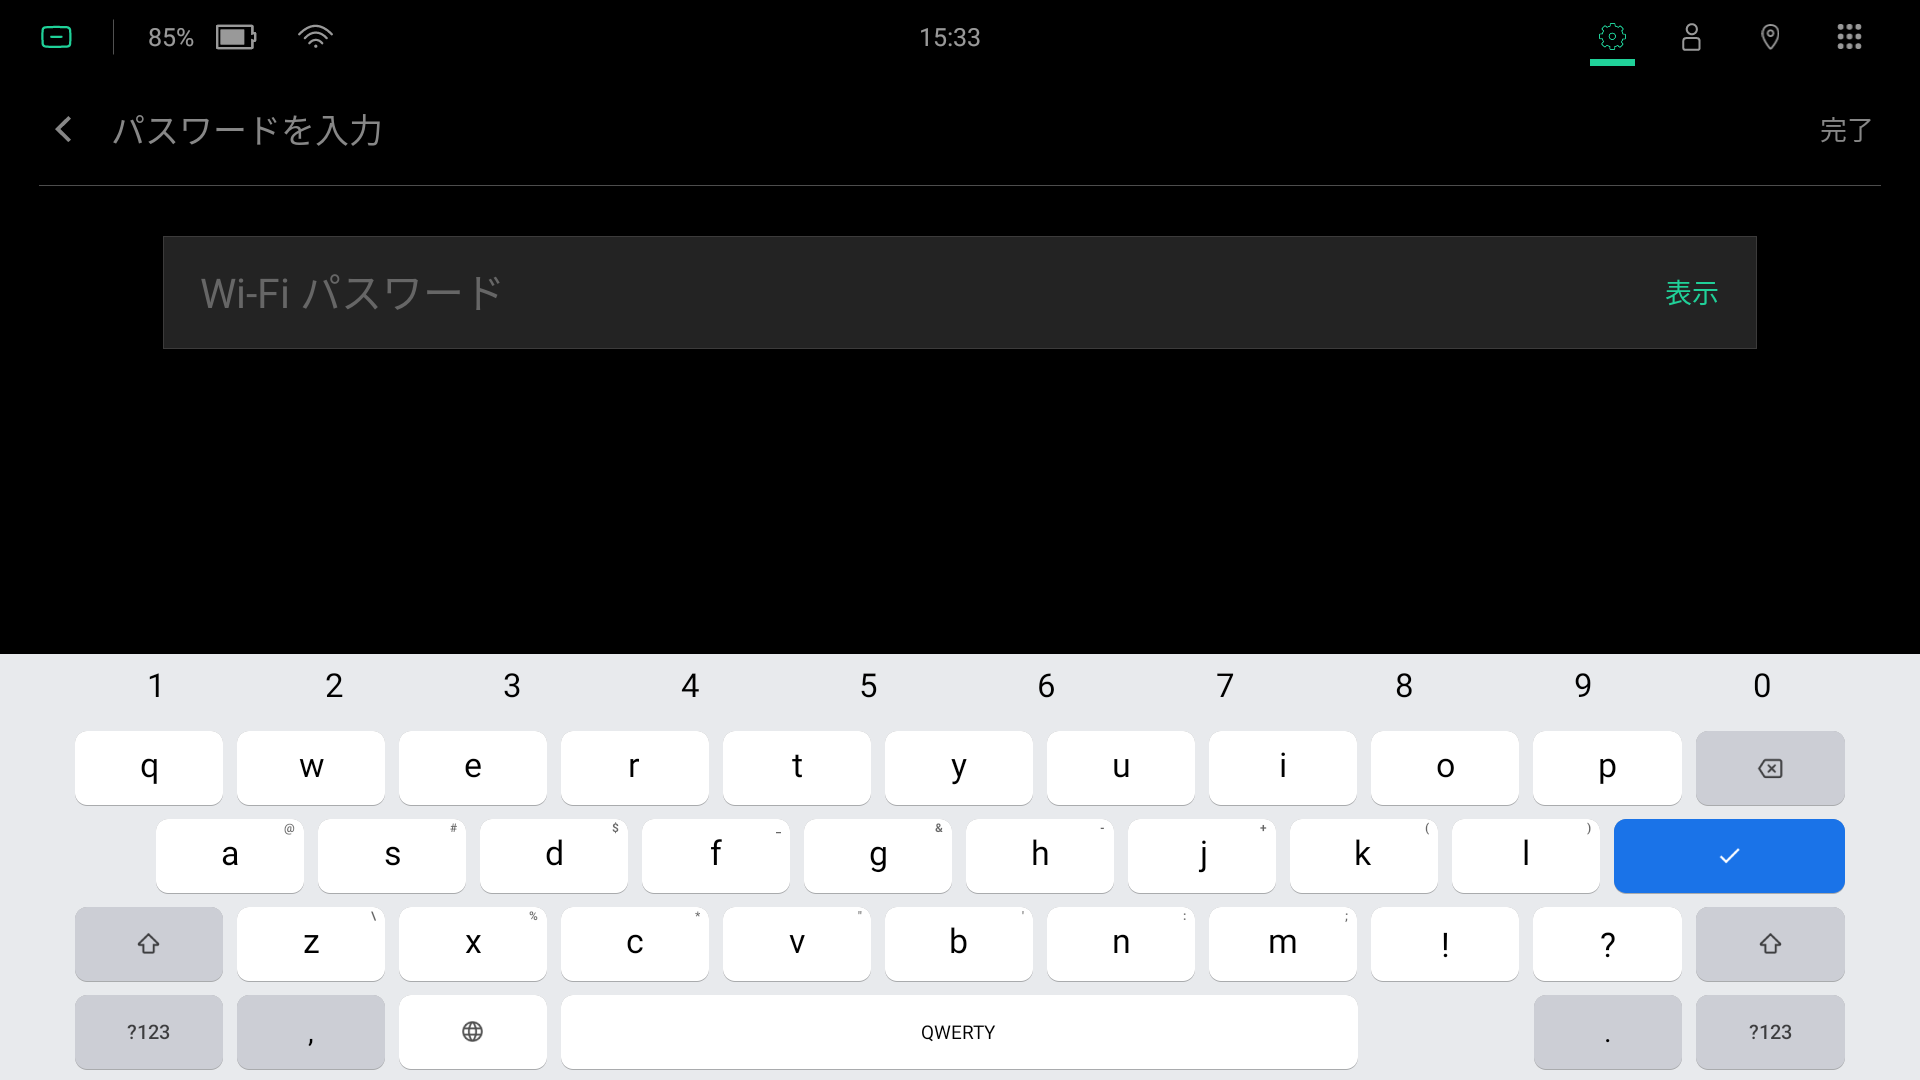 85%
15:33
パスワードを入力
完了
Wi-Fi パスワード
表示
1 2 3 4 5 6 7 8 9 0
q w e r t y u i o p
@ # $ _ & - + ( )
a s d f g h j k l
\ % * " ' : ;
z x c v b n m ! ?
?123 , QWERTY . ?123